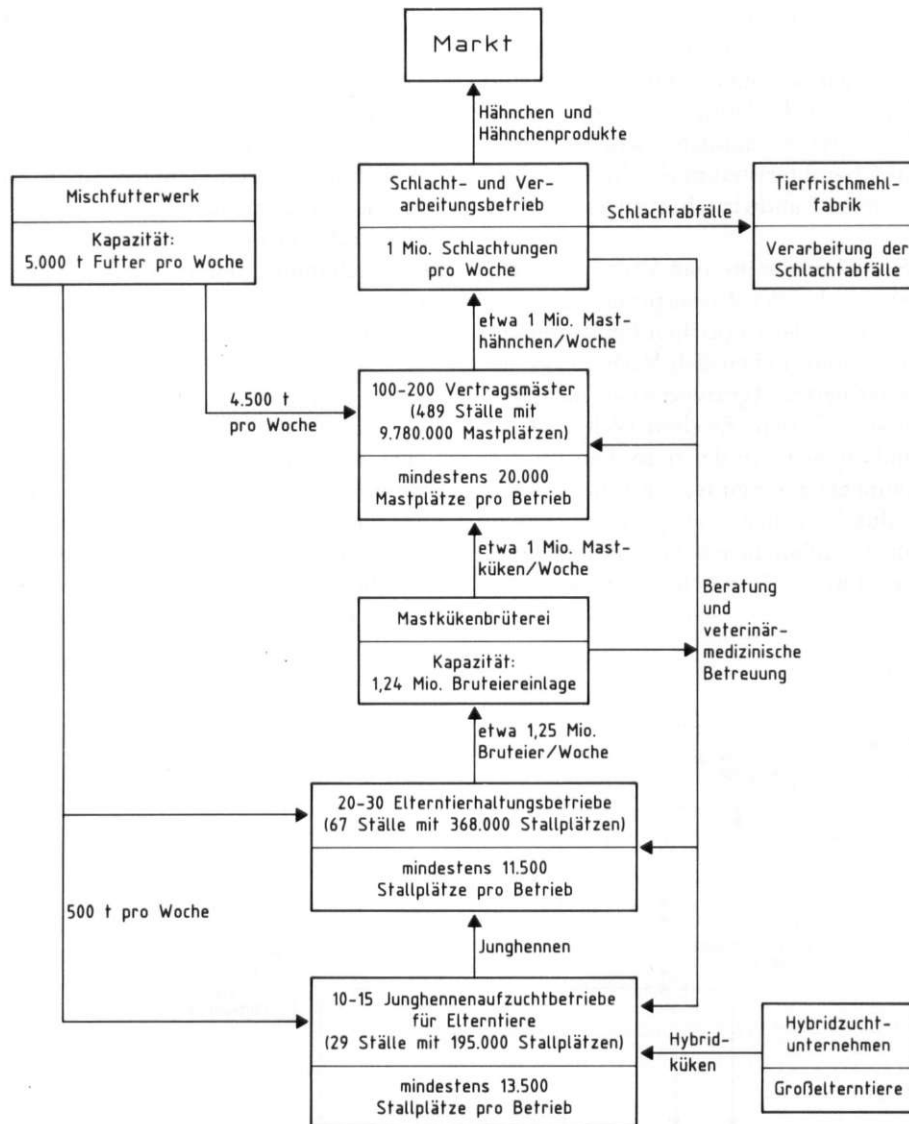 Markt
Hähnchen und
Hähnchenprodukte
Mischfutterwerk
Kapazität:
5.000 t Futter pro Woche
Schlacht- und Ver-
arbeitungsbetrieb
1 Mio. Schlachtungen
pro Woche
Schlachtabfälle
Tierfrischmehl-
fabrik
Verarbeitung der
Schlachtabfälle
etwa 1 Mio. Mast-
hähnchen/Woche
4.500 t
pro Woche
100-200 Vertragsmäster
(489 Ställe mit
9.780.000 Mastplätzen)
mindestens 20.000
Mastplätze pro Betrieb
etwa 1 Mio. Mast-
küken/Woche
Mastkükenbrüterei
Kapazität:
1,24 Mio. Bruteiereinlage
Beratung
und
veterinär-
medizinische
Betreuung
etwa 1,25 Mio.
Bruteier/Woche
20-30 Elterntierhaltungsbetriebe
(67 Ställe mit 368.000 Stallplätzen)
mindestens 11.500
Stallplätze pro Betrieb
500 t pro Woche
Junghennen
10-15 Junghennenaufzuchtbetriebe
für Elterntiere
(29 Ställe mit 195.000 Stallplätzen)
mindestens 13.500
Stallplätze pro Betrieb
Hybrid-
küken
Hybridzucht-
unternehmen
Großelterntiere